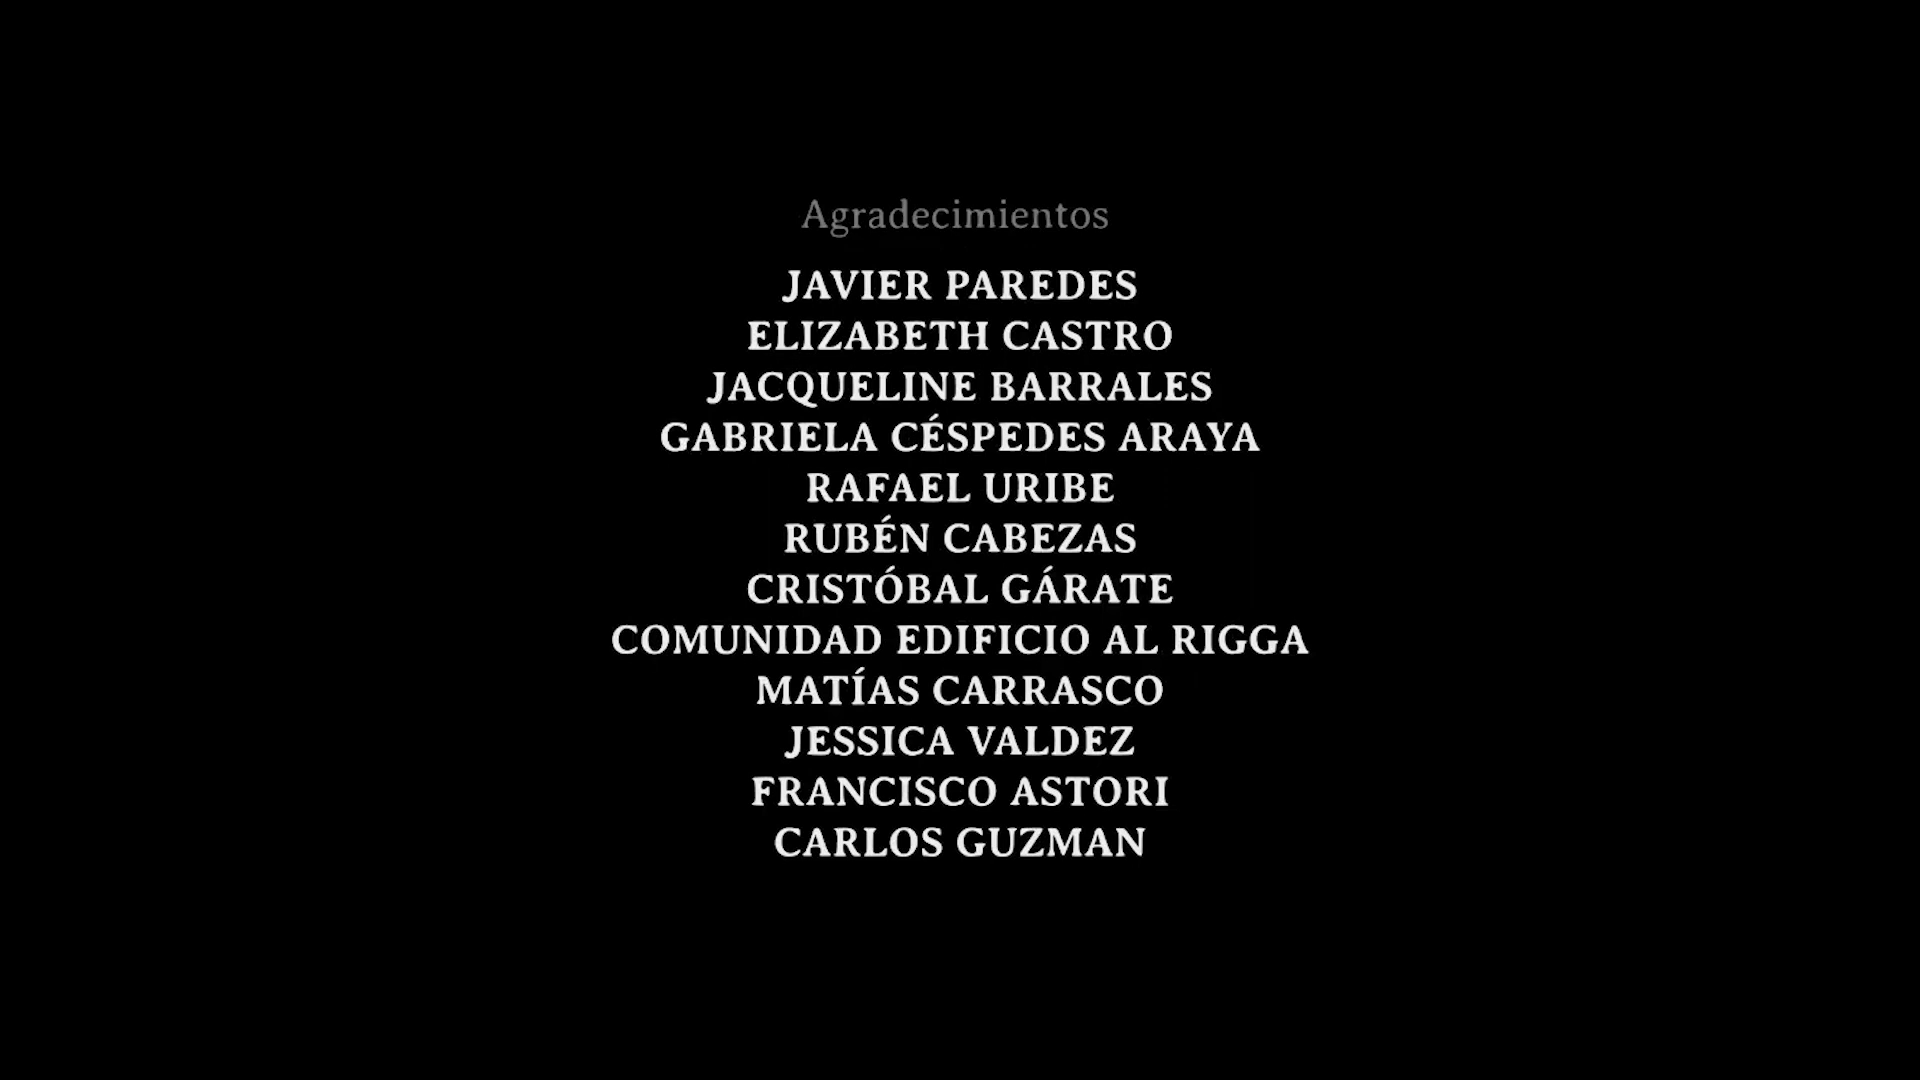 Agradecimientos
JAVIER PAREDES
ELIZABETH CASTRO
JACQUELINE BARRALES
GABRIELA CÉSPEDES ARAYA
RAFAEL URIBE
RUBÉN CABEZAS
CRISTÓBAL GÁRATE
COMUNIDAD EDIFICIO AL RIGGA
MATÍAS CARRASCO
JESSICA VALDEZ
FRANCISCO ASTORI
CARLOS GUZMAN